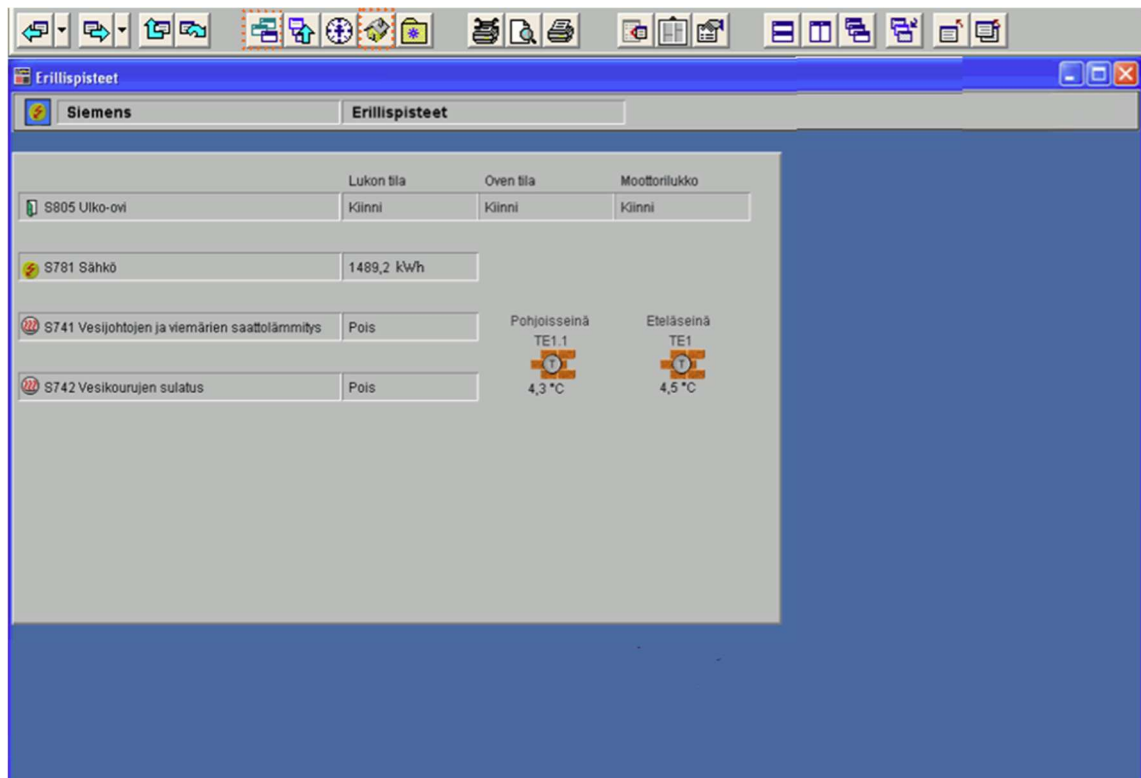 Erillispisteet
Siemens Erillispisteet
Lukon tila Oven tila Moottorilukko
S805 Ulko-ovi Kiinni Kiinni Kiinni
S781 Sähkö 1489,2 kWh
S741 Vesijohtojen ja viemärien saattolämmitys Pois
Pohjoisseinä Eteläseinä
TE1.1 TE1
T T
S742 Vesikourujen sulatus Pois
4,3 °C 4,5 °C